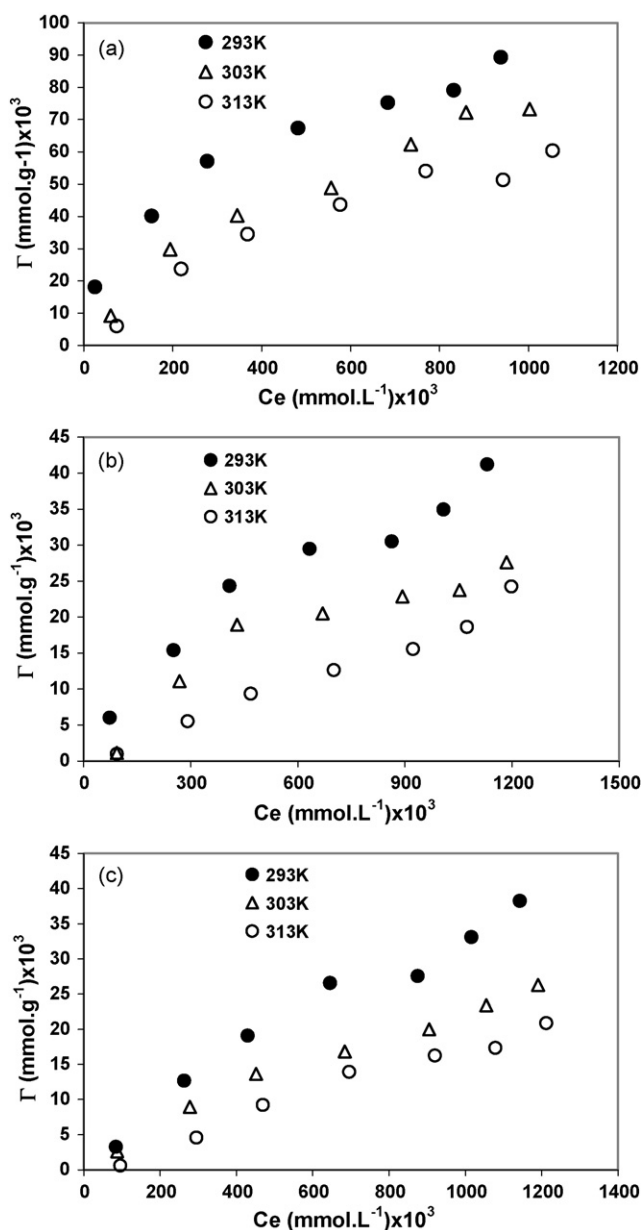 (a)
293K
303K
313K
Γ (mmol.g-1)x10³
100
90
80
70
60
50
40
30
20
10
0
0 200 400 600 800 1000 1200
Ce (mmol.L⁻¹)x10³
(b)
293K
303K
313K
Γ (mmol.g⁻¹)x10³
45
40
35
30
25
20
15
10
5
0
0 300 600 900 1200 1500
Ce (mmol.L⁻¹)x10³
(c)
293K
303K
313K
Γ (mmol.g⁻¹)x10³
45
40
35
30
25
20
15
10
5
0
0 200 400 600 800 1000 1200 1400
Ce (mmol.L⁻¹)x10³